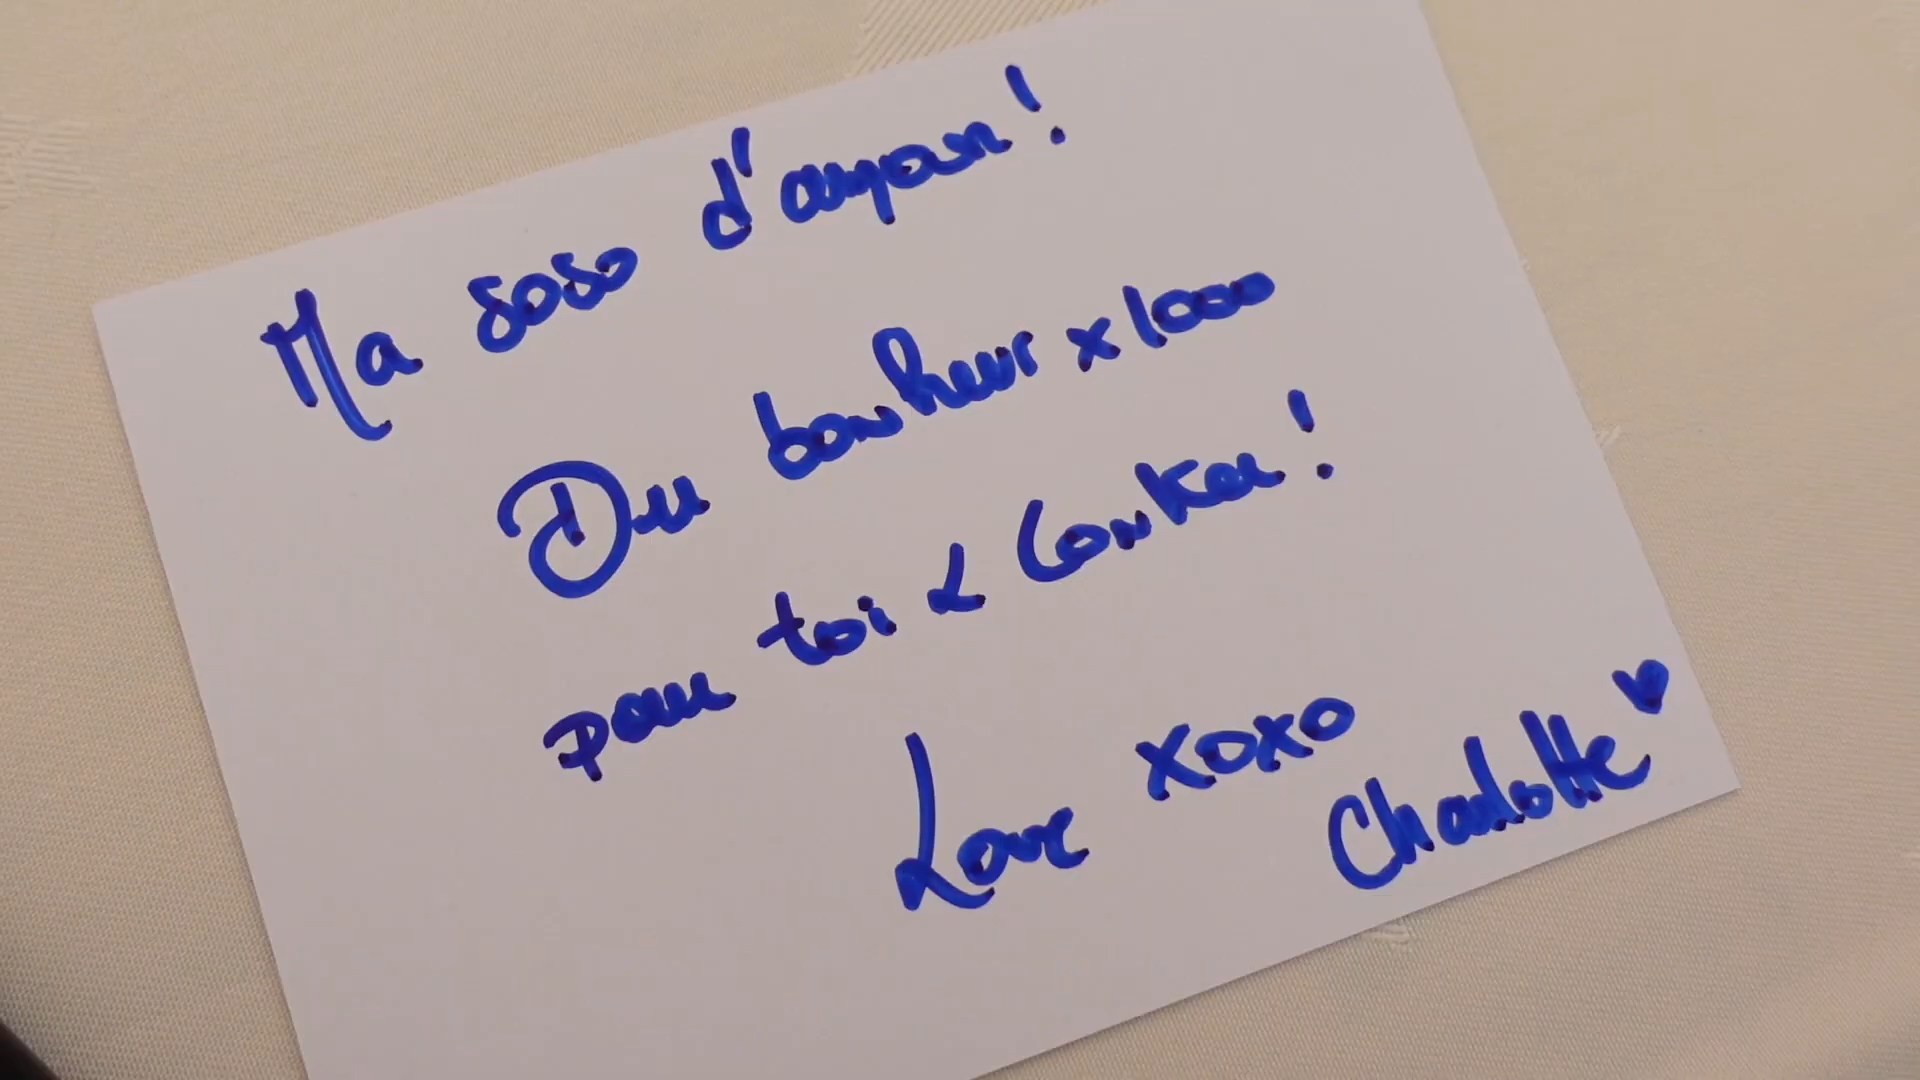 Ma soso d'amour!
Du bonheur x1000
pour toi &
Love xoxo
Charlotte ♥